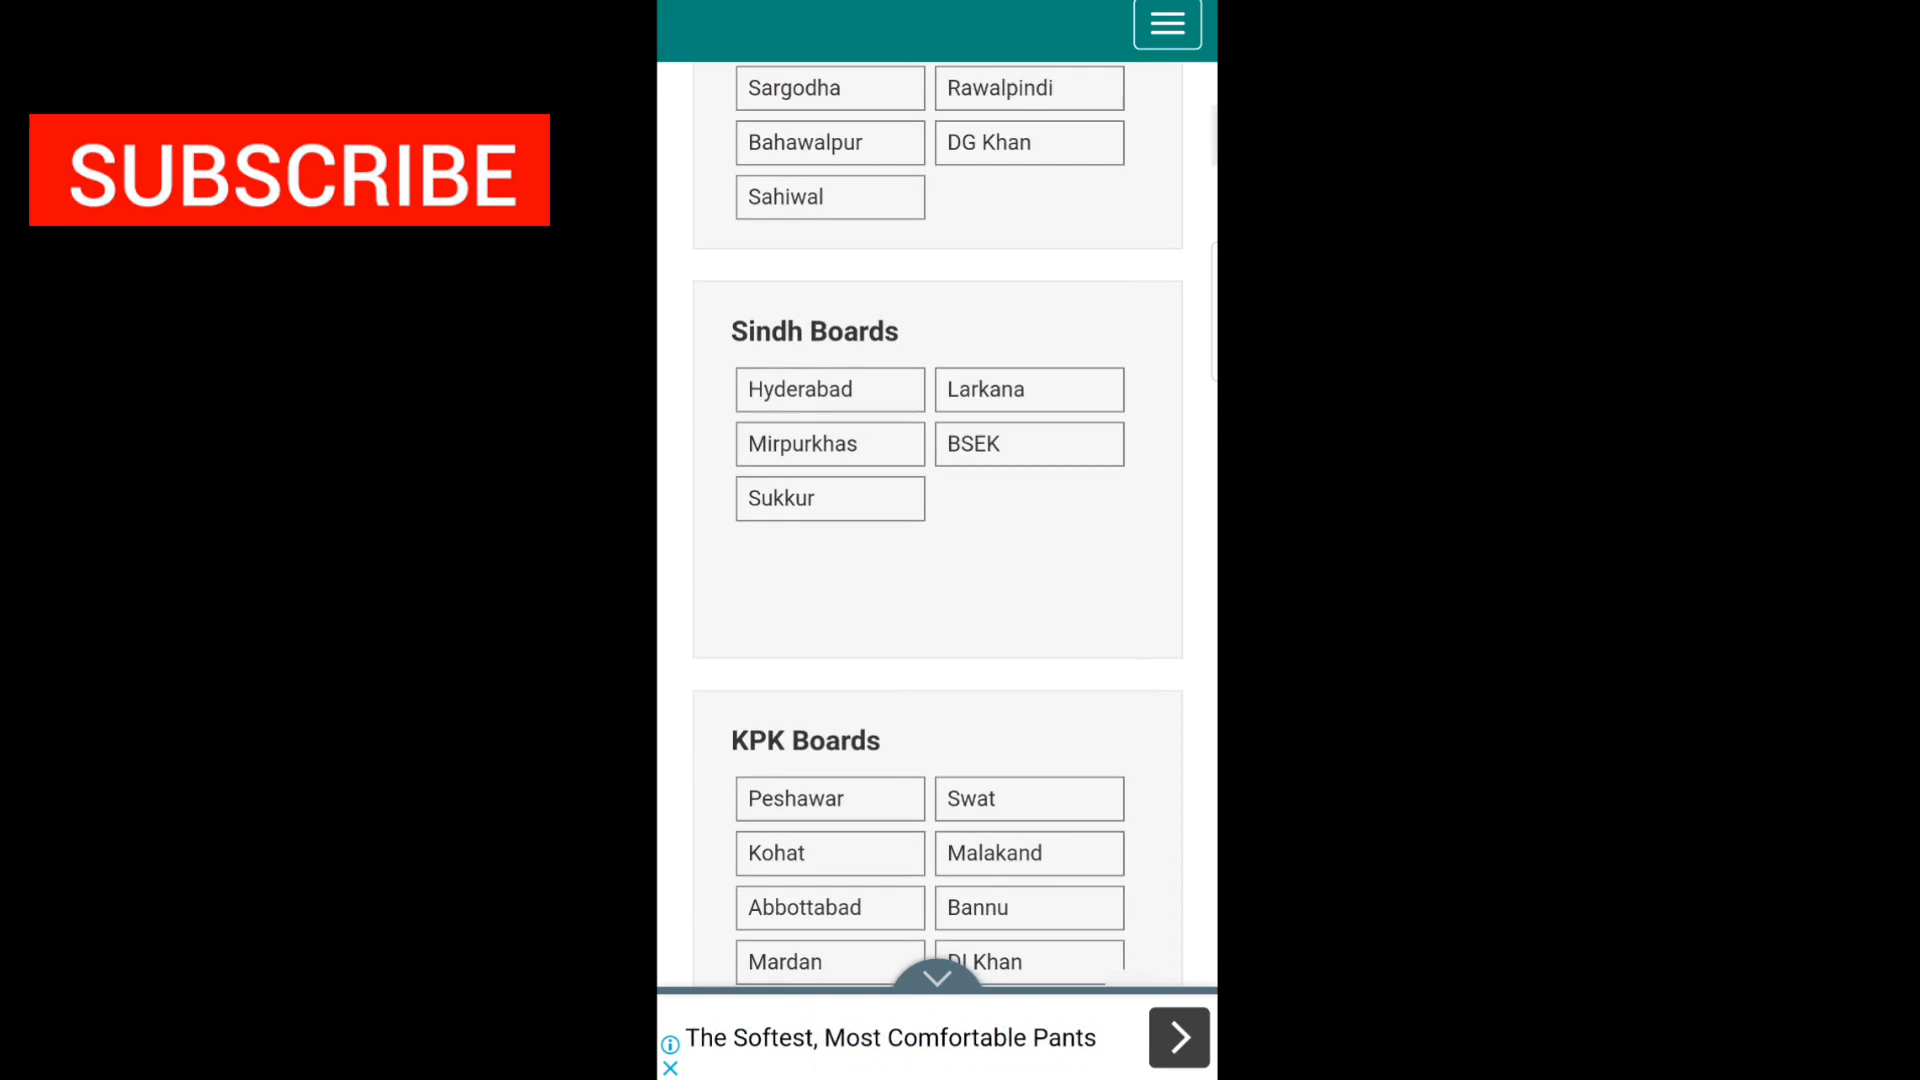 SUBSCRIBE
Sargodha Rawalpindi
Bahawalpur DG Khan
Sahiwal
Sindh Boards
Hyderabad Larkana
Mirpurkhas BSEK
Sukkur
KPK Boards
Peshawar Swat
Kohat Malakand
Abbottabad Bannu
Mardan DI Khan
The Softest, Most Comfortable Pants